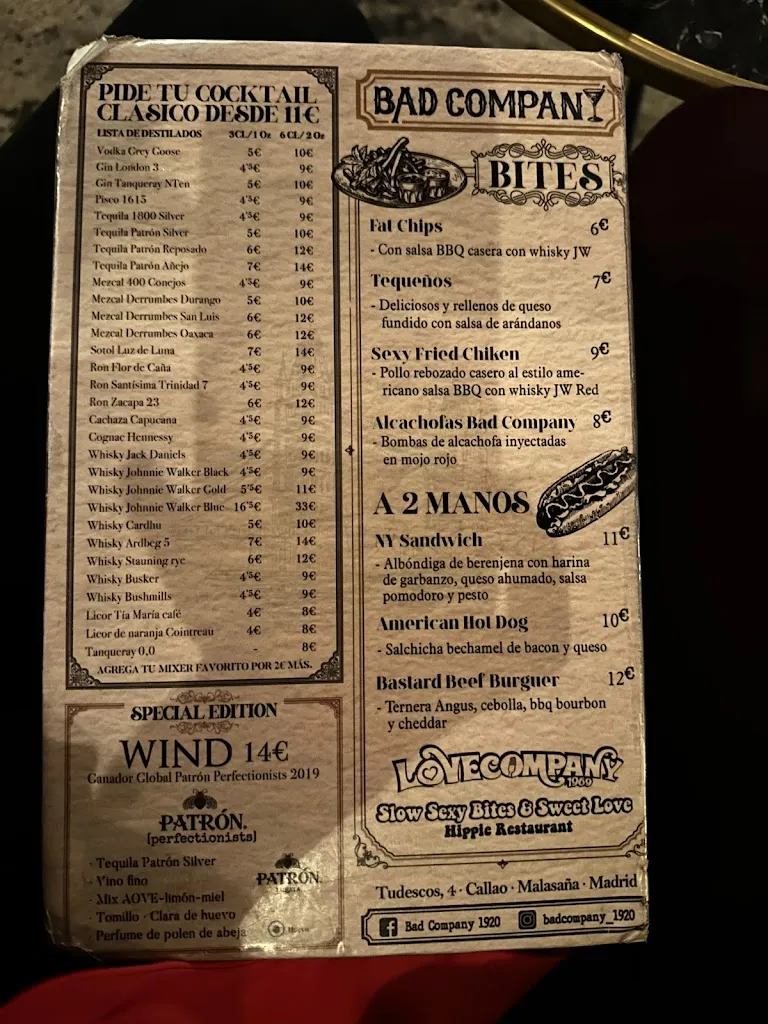 PIDE TU COCKTAIL
CLASICO DESDE 11€
LISTA DE DESTILADOS 3CL/1 Oz 6 CL/2 Oz
Vodka Grey Goose 5€ 10€
Gin London 3 4'5€ 9€
Gin Tanqueray NTen 5€ 10€
Pisco 1615 4'5€ 9€
Tequila 1800 Silver 4'5€ 9€
Tequila Patrón Silver 5€ 10€
Tequila Patrón Reposado 6€ 12€
Tequila Patrón Añejo 7€ 14€
Mezcal 400 Conejos 4'5€ 9€
Mezcal Derrumbes Durango 5€ 10€
Mezcal Derrumbes San Luis 6€ 12€
Mezcal Derrumbes Oaxaca 6€ 12€
Sotol Luz de Luna 7€ 14€
Ron Flor de Caña 4'5€ 9€
Ron Santísima Trinidad 7 4'5€ 9€
Ron Zacapa 23 6€ 12€
Cachaza Capucana 4'5€ 9€
Cognac Hennessy 4'5€ 9€
Whisky Jack Daniels 4'5€ 9€
Whisky Johnnie Walker Black 4'5€ 9€
Whisky Johnnie Walker Gold 5'5€ 11€
Whisky Johnnie Walker Blue 16'5€ 33€
Whisky Cardhu 5€ 10€
Whisky Ardbeg 5 7€ 14€
Whisky Stauning rye 6€ 12€
Whisky Busker 4'5€ 9€
Whisky Bushmills 4'5€ 9€
Licor Tía María café 4€ 8€
Licor de naranja Cointreau 4€ 8€
Tanqueray 0,0 - 8€
AGREGA TU MIXER FAVORITO POR 2€ MÁS.
SPECIAL EDITION
WIND 14€
Ganador Global Patrón Perfectionists 2019
PATRÓN.
[perfectionists]
· Tequila Patrón Silver
· Vino fino
· Mix AOVE-limón-miel
· Tomillo · Clara de huevo
· Perfume de polen de abeja
PATRÓN.
TEQUILA
Huevo
BAD COMPANY
BITES
Fat Chips 6€
- Con salsa BBQ casera con whisky JW
Tequeños 7€
- Deliciosos y rellenos de queso
fundido con salsa de arándanos
Sexy Fried Chiken 9€
- Pollo rebozado casero al estilo ame-
ricano salsa BBQ con whisky JW Red
Alcachofas Bad Company 8€
- Bombas de alcachofa inyectadas
en mojo rojo
A 2 MANOS
NY Sandwich 11€
- Albóndiga de berenjena con harina
de garbanzo, queso ahumado, salsa
pomodoro y pesto
American Hot Dog 10€
- Salchicha bechamel de bacon y queso
Bastard Beef Burguer 12€
- Ternera Angus, cebolla, bbq bourbon
y cheddar
LOVECOMPANY
1969
Slow Sexy Bites & Sweet Love
Hippie Restaurant
Tudescos, 4 · Callao · Malasaña · Madrid
Bad Company 1920 badcompany_1920